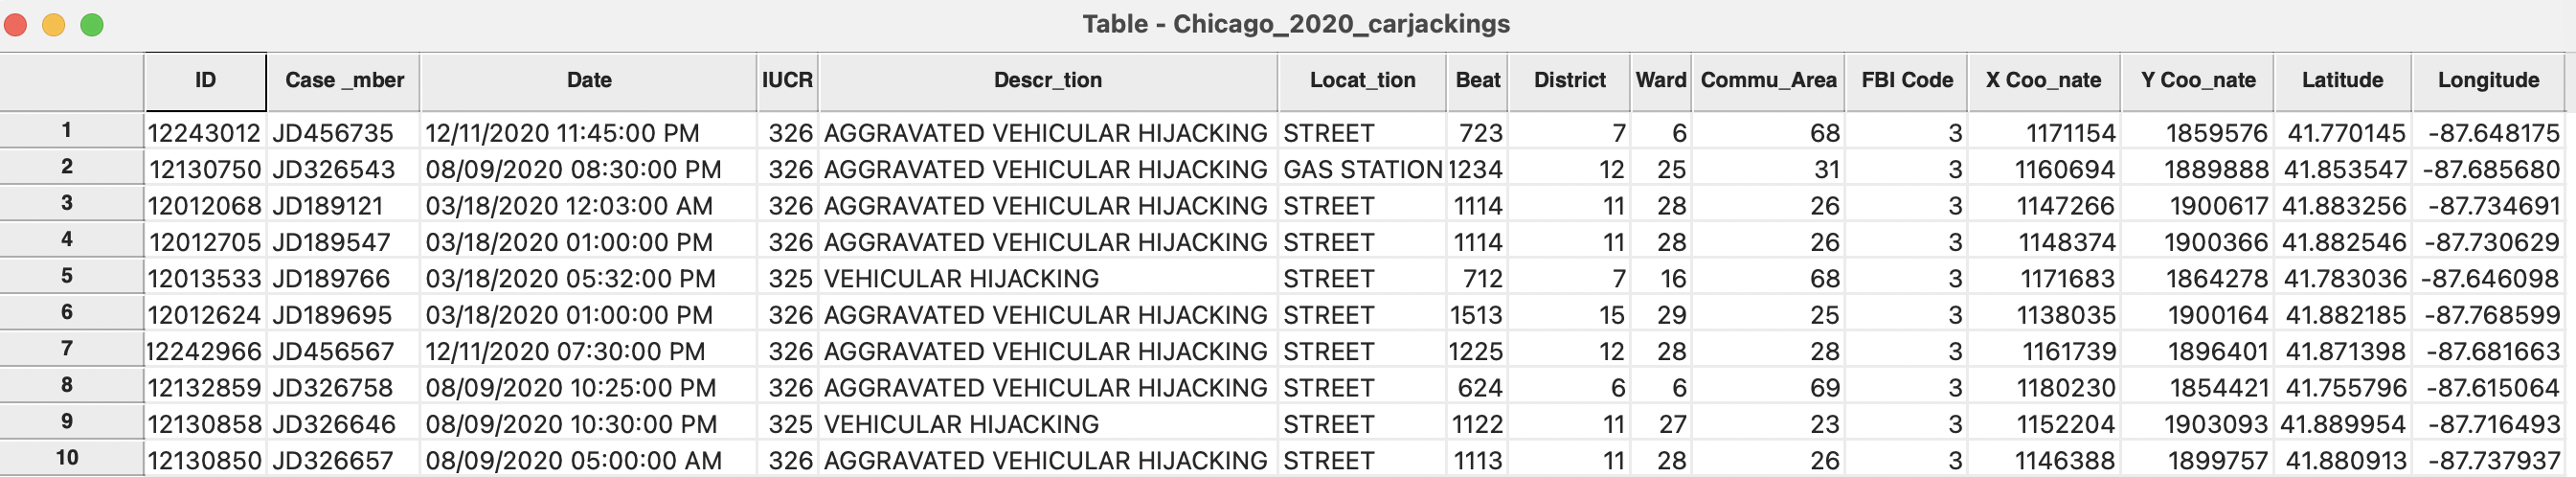 Table - Chicago_2020_carjackings
ID Case _mber Date IUCR Descr_tion Locat_tion Beat District Ward Commu_Area FBI Code X Coo_nate Y Coo_nate Latitude Longitude
1 12243012 JD456735 12/11/2020 11:45:00 PM 326 AGGRAVATED VEHICULAR HIJACKING STREET 723 7 6 68 3 1171154 1859576 41.770145 -87.648175
2 12130750 JD326543 08/09/2020 08:30:00 PM 326 AGGRAVATED VEHICULAR HIJACKING GAS STATION 1234 12 25 31 3 1160694 1889888 41.853547 -87.685680
3 12012068 JD189121 03/18/2020 12:03:00 AM 326 AGGRAVATED VEHICULAR HIJACKING STREET 1114 11 28 26 3 1147266 1900617 41.883256 -87.734691
4 12012705 JD189547 03/18/2020 01:00:00 PM 326 AGGRAVATED VEHICULAR HIJACKING STREET 1114 11 28 26 3 1148374 1900366 41.882546 -87.730629
5 12013533 JD189766 03/18/2020 05:32:00 PM 325 VEHICULAR HIJACKING STREET 712 7 16 68 3 1171683 1864278 41.783036 -87.646098
6 12012624 JD189695 03/18/2020 01:00:00 PM 326 AGGRAVATED VEHICULAR HIJACKING STREET 1513 15 29 25 3 1138035 1900164 41.882185 -87.768599
7 12242966 JD456567 12/11/2020 07:30:00 PM 326 AGGRAVATED VEHICULAR HIJACKING STREET 1225 12 28 28 3 1161739 1896401 41.871398 -87.681663
8 12132859 JD326758 08/09/2020 10:25:00 PM 326 AGGRAVATED VEHICULAR HIJACKING STREET 624 6 6 69 3 1180230 1854421 41.755796 -87.615064
9 12130858 JD326646 08/09/2020 10:30:00 PM 325 VEHICULAR HIJACKING STREET 1122 11 27 23 3 1152204 1903093 41.889954 -87.716493
10 12130850 JD326657 08/09/2020 05:00:00 AM 326 AGGRAVATED VEHICULAR HIJACKING STREET 1113 11 28 26 3 1146388 1899757 41.880913 -87.737937